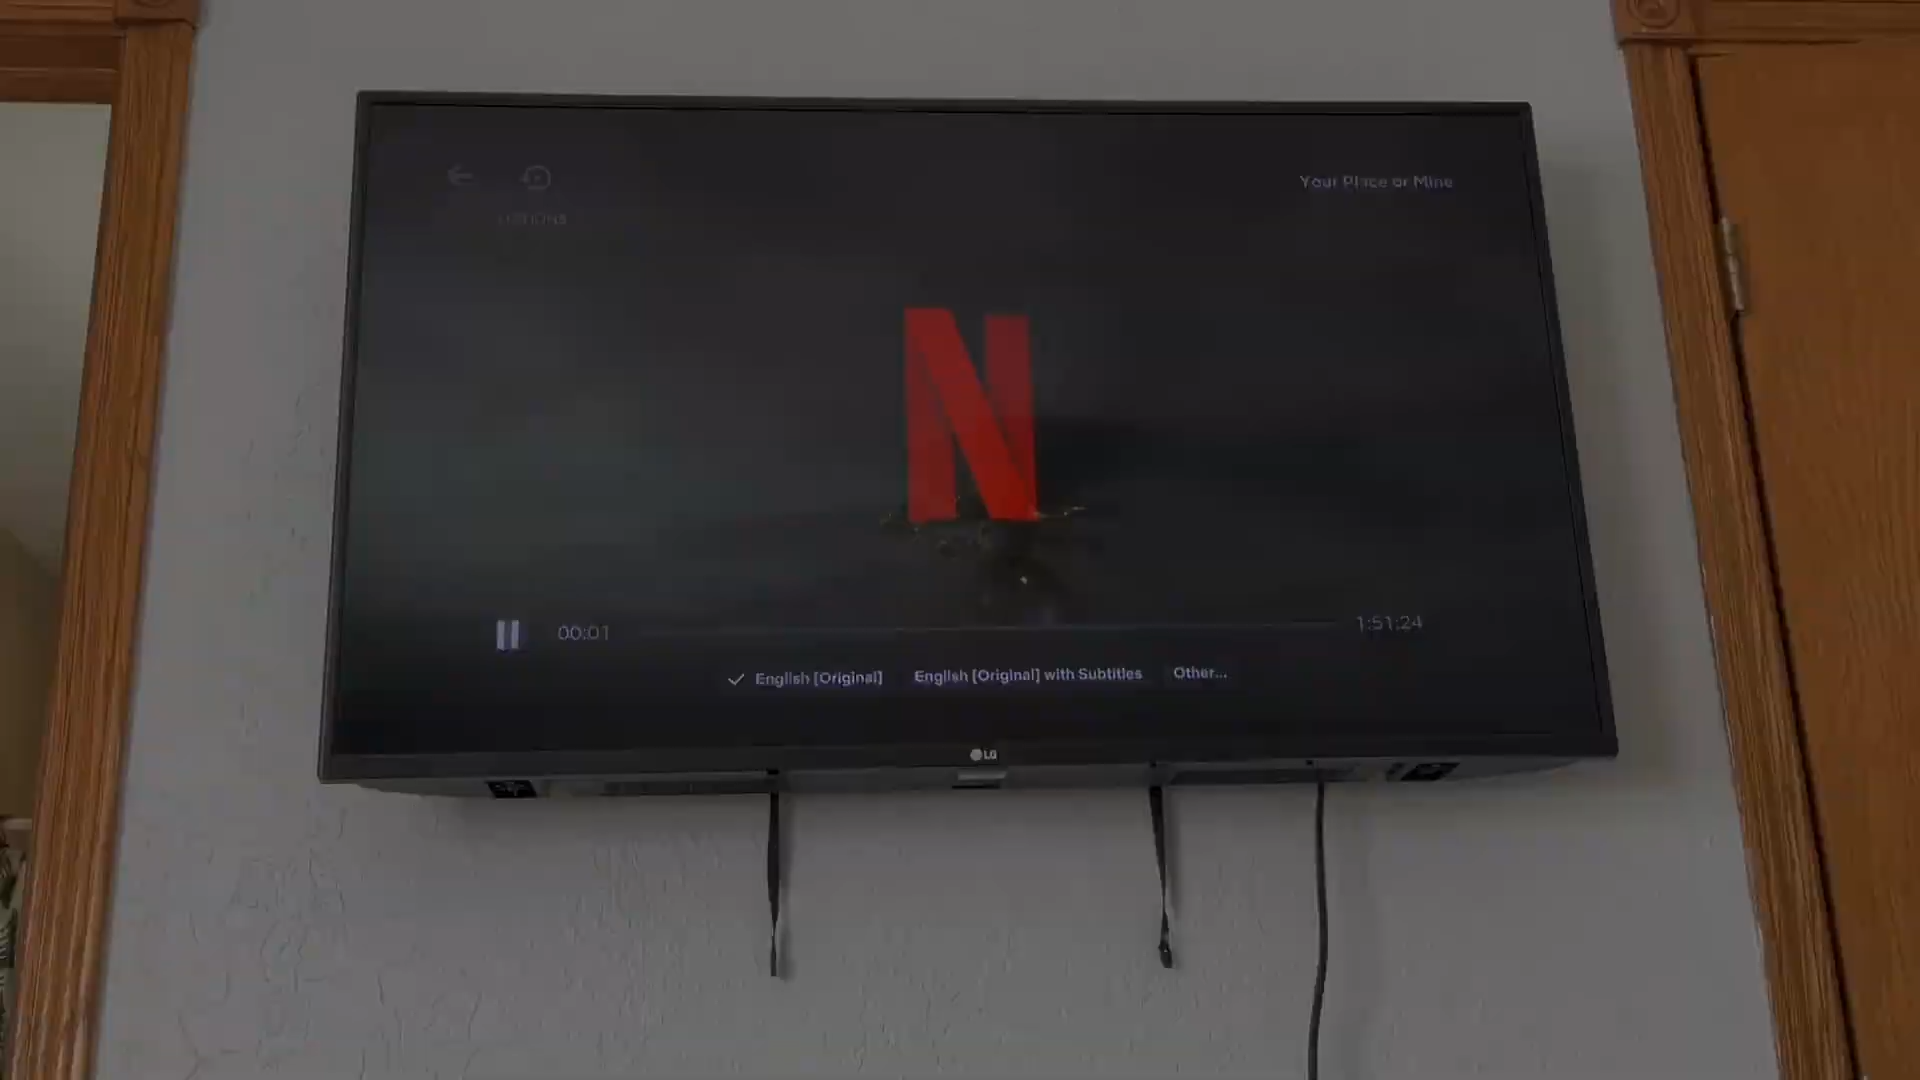 Your Place or Mine
N
00:01
1:51:24
English [Original]
English [Original] with Subtitles
Other...
LG